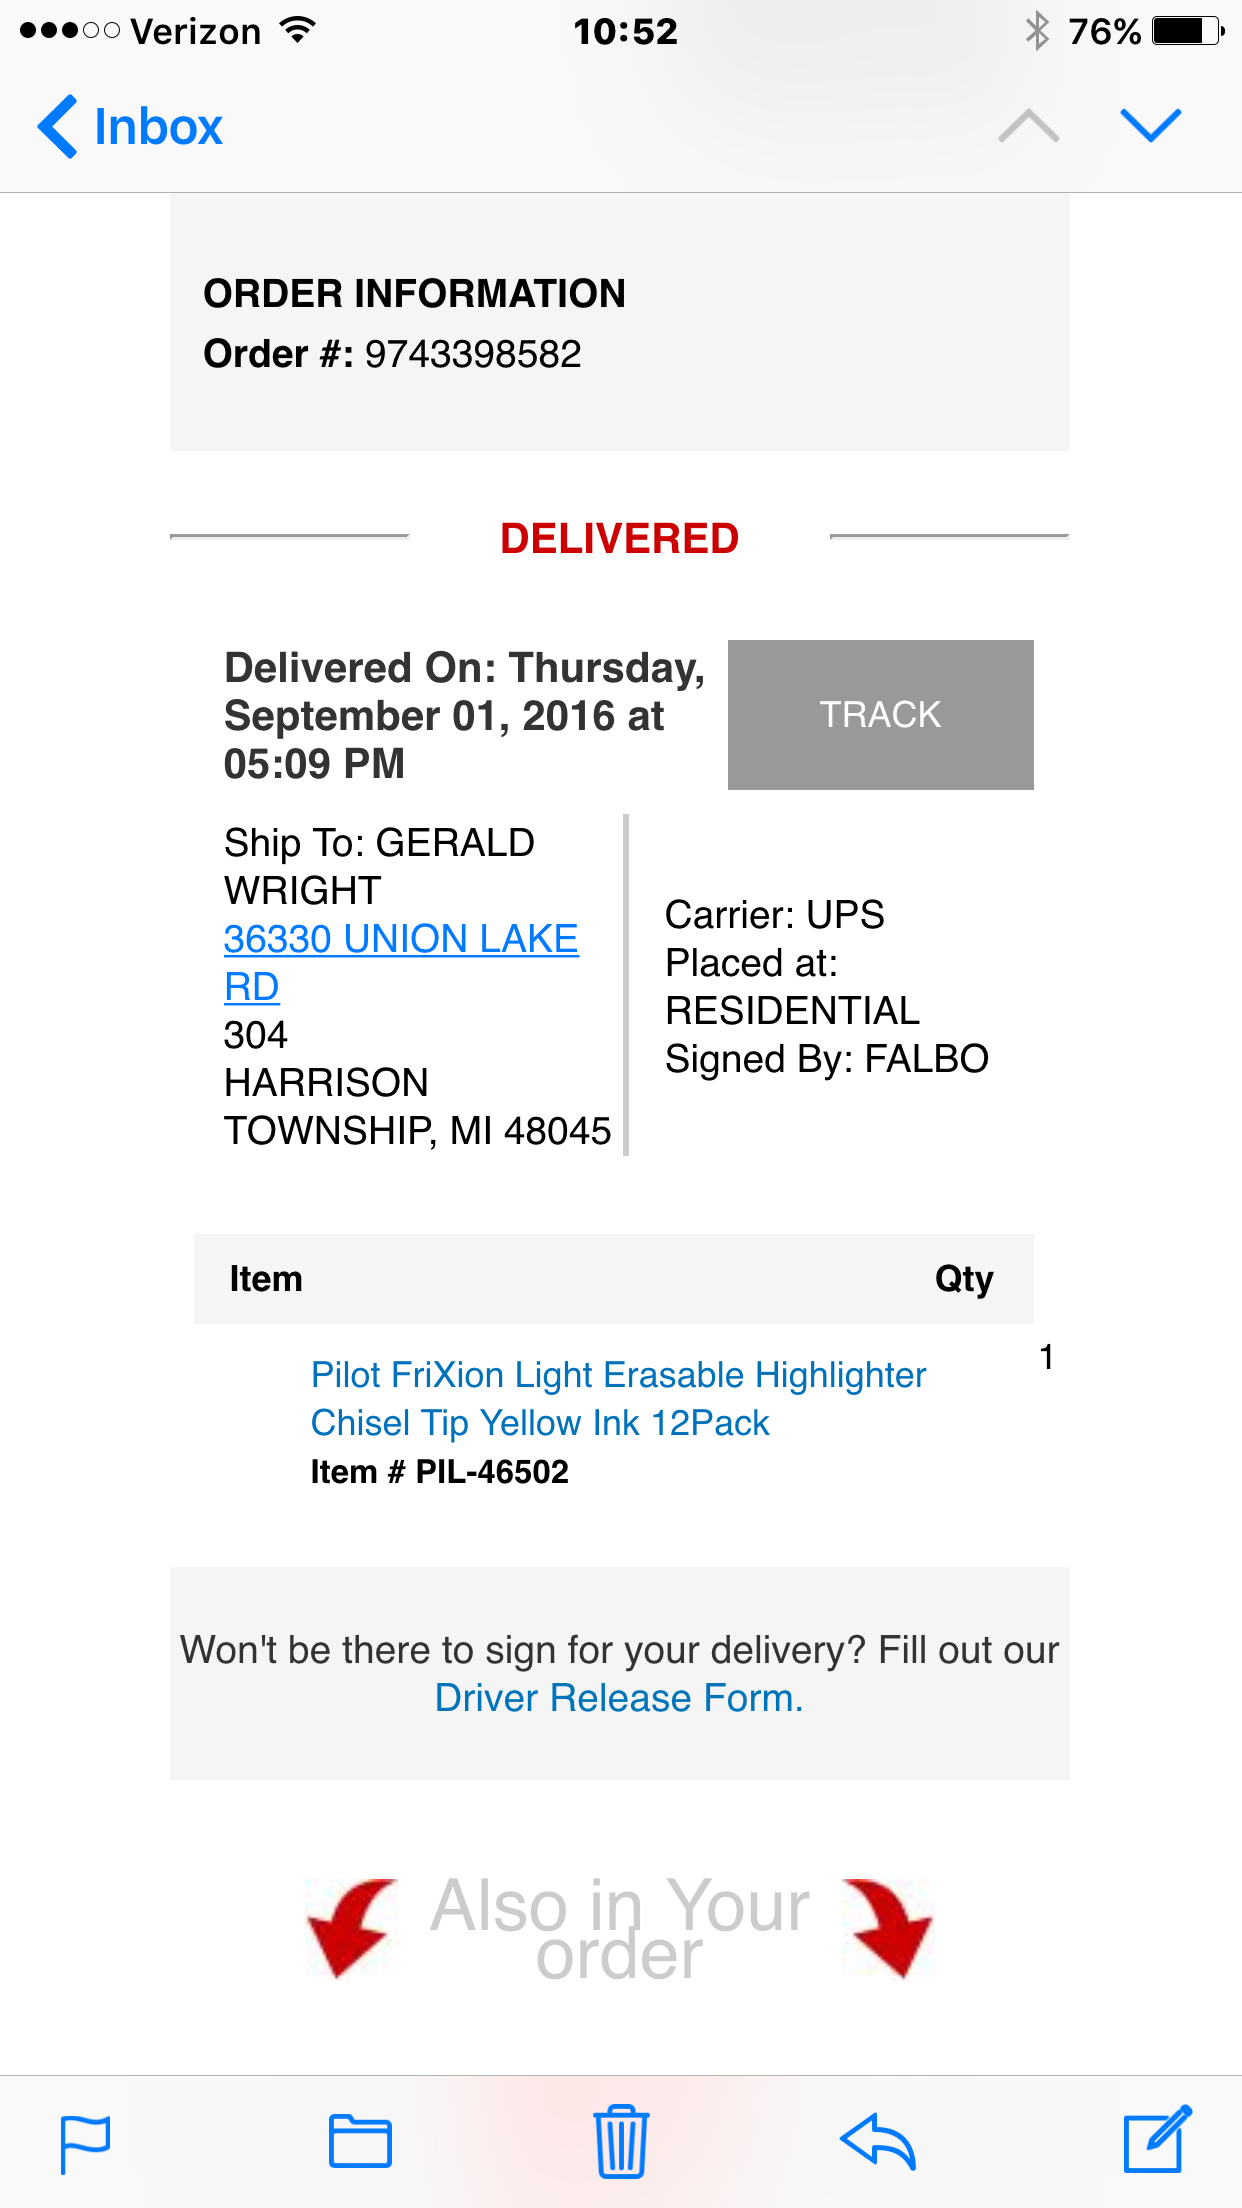 Verizon 10:52 76%
Inbox
ORDER INFORMATION
Order #: 9743398582
DELIVERED
Delivered On: Thursday,
September 01, 2016 at
05:09 PM
TRACK
Ship To: GERALD
WRIGHT
36330 UNION LAKE
RD
304
HARRISON
TOWNSHIP, MI 48045
Carrier: UPS
Placed at:
RESIDENTIAL
Signed By: FALBO
Item Qty
Pilot FriXion Light Erasable Highlighter 1
Chisel Tip Yellow Ink 12Pack
Item # PIL-46502
Won't be there to sign for your delivery? Fill out our
Driver Release Form.
Also in Your
order